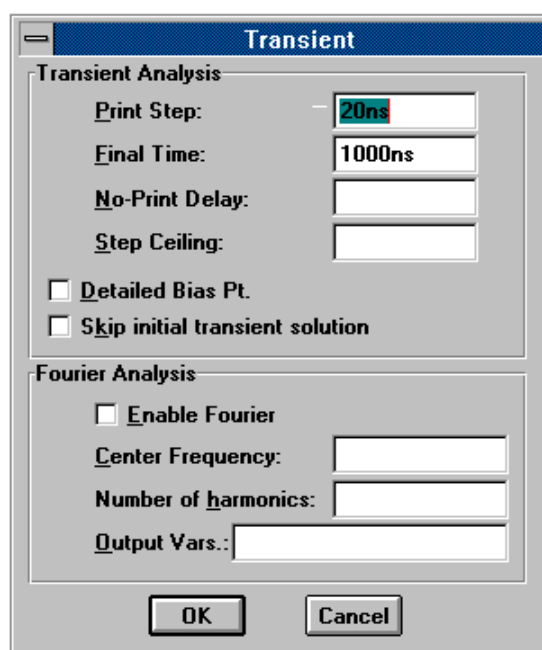 Transient
Transient Analysis
Print Step: 20ns
Final Time: 1000ns
No-Print Delay:
Step Ceiling:
Detailed Bias Pt.
Skip initial transient solution
Fourier Analysis
Enable Fourier
Center Frequency:
Number of harmonics:
Output Vars.:
OK Cancel